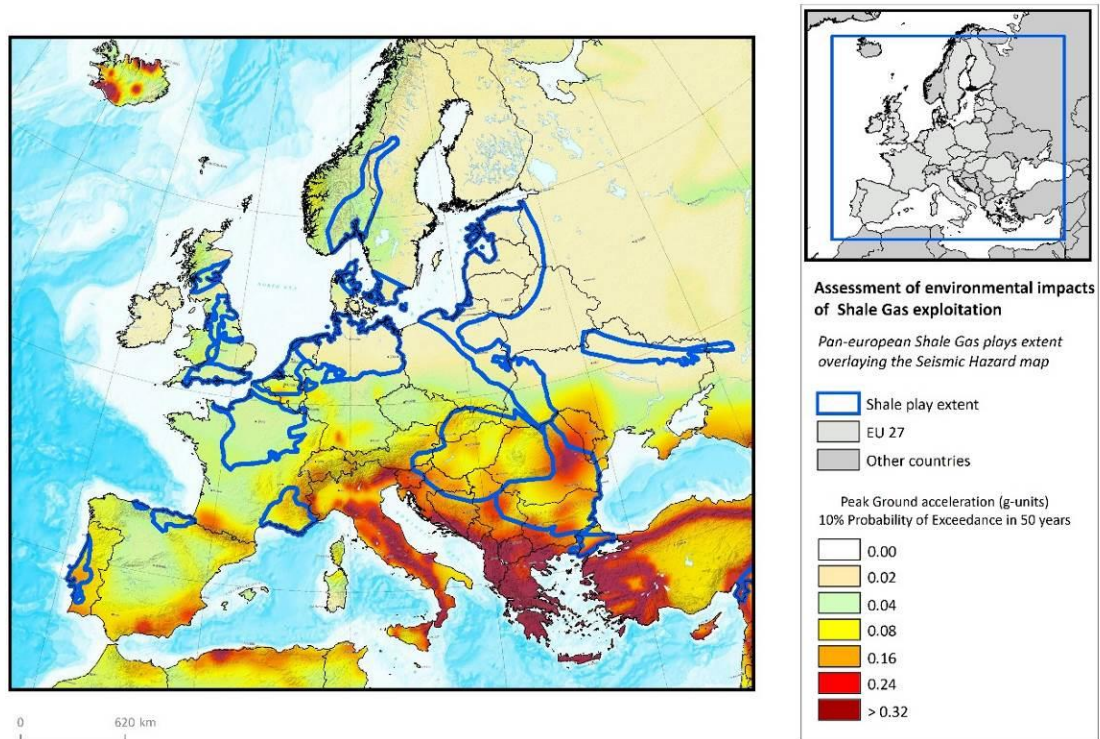 NORTH SEA
0 620 km
Assessment of environmental impacts
of Shale Gas exploitation
Pan-european Shale Gas plays extent
overlaying the Seismic Hazard map
Shale play extent
EU 27
Other countries
Peak Ground acceleration (g-units)
10% Probability of Exceedance in 50 years
0.00
0.02
0.04
0.08
0.16
0.24
> 0.32